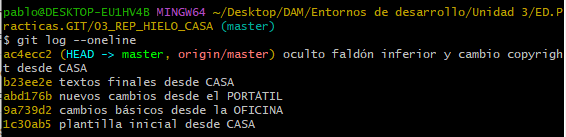 pablo@DESKTOP-EU1HV4B MINGW64 ~/Desktop/DAM/Entornos de desarrollo/Unidad 3/ED.P
racticas.GIT/03_REP_HIELO_CASA (master)
$ git log --oneline
ac4ecc2 (HEAD -> master, origin/master) oculto faldón inferior y cambio copyrigh
t desde CASA
b23ee2e textos finales desde CASA
abd176b nuevos cambios desde el PORTÁTIL
9a739d2 cambios básicos desde la OFICINA
1c30ab5 plantilla inicial desde CASA